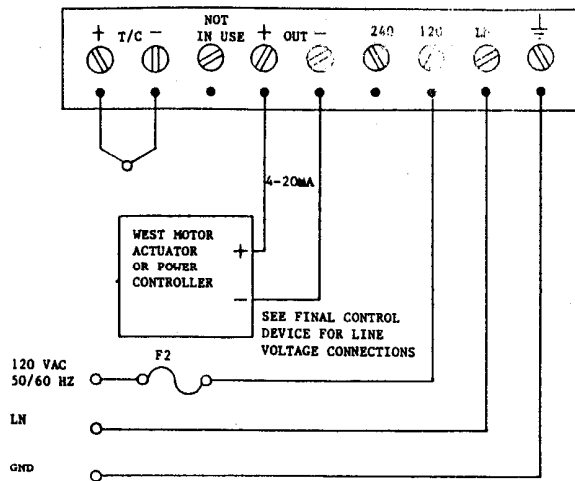 NOT
+ T/C - IN USE + OUT - 240 120 LN
4-20MA
WEST MOTOR
ACTUATOR +
OR POWER
CONTROLLER
-
SEE FINAL CONTROL
DEVICE FOR LINE
VOLTAGE CONNECTIONS
F2
120 VAC
50/60 HZ
LN
GND